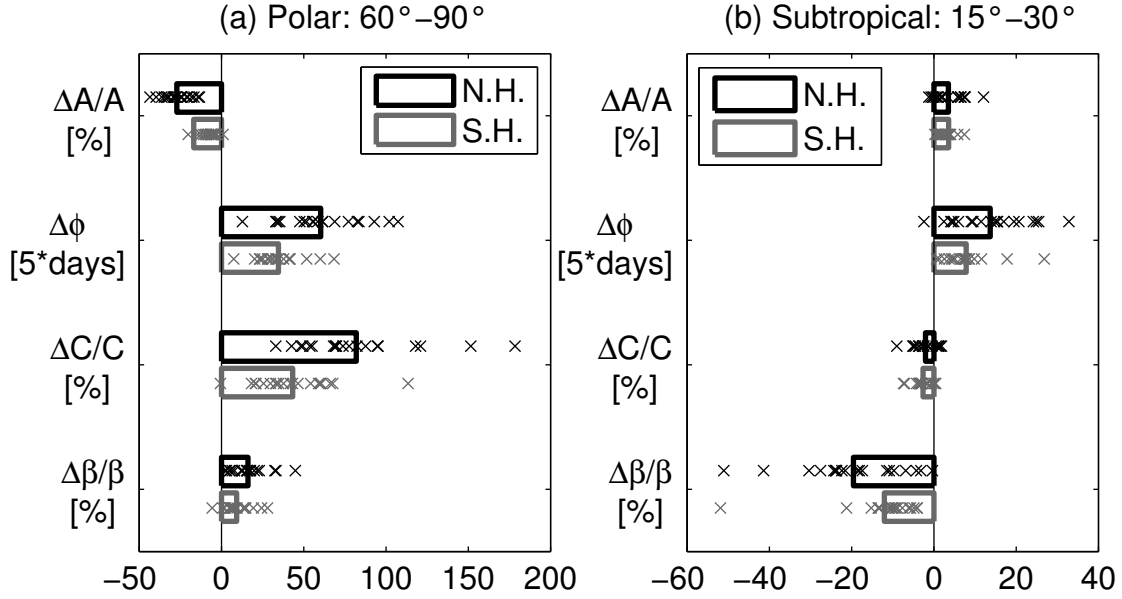 (a) Polar: 60°−90°
N.H.
S.H.
ΔA/A
[%]
Δϕ
[5*days]
ΔC/C
[%]
Δβ/β
[%]
−50 0 50 100 150 200
(b) Subtropical: 15°−30°
N.H.
S.H.
ΔA/A
[%]
Δϕ
[5*days]
ΔC/C
[%]
Δβ/β
[%]
−60 −40 −20 0 20 40